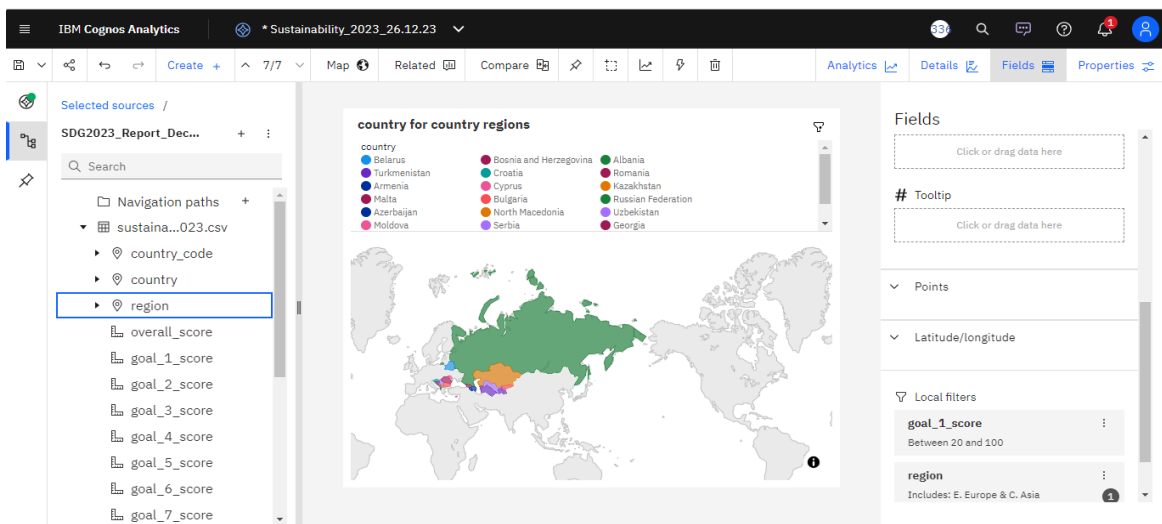 IBM Cognos Analytics
* Sustainability_2023_26.12.23
336
1
Create +
7/7
Map
Related
Compare
Analytics
Details
Fields
Properties
Selected sources /
SDG2023_Report_Dec...
Search
Navigation paths +
sustaina...023.csv
country_code
country
region
overall_score
goal_1_score
goal_2_score
goal_3_score
goal_4_score
goal_5_score
goal_6_score
goal_7_score
country for country regions
country
Belarus Bosnia and Herzegovina Albania
Turkmenistan Croatia Romania
Armenia Cyprus Kazakhstan
Malta Bulgaria Russian Federation
Azerbaijan North Macedonia Uzbekistan
Moldova Serbia Georgia
Fields
Click or drag data here
# Tooltip
Click or drag data here
Points
Latitude/longitude
Local filters
goal_1_score
Between 20 and 100
region
Includes: E. Europe & C. Asia
1